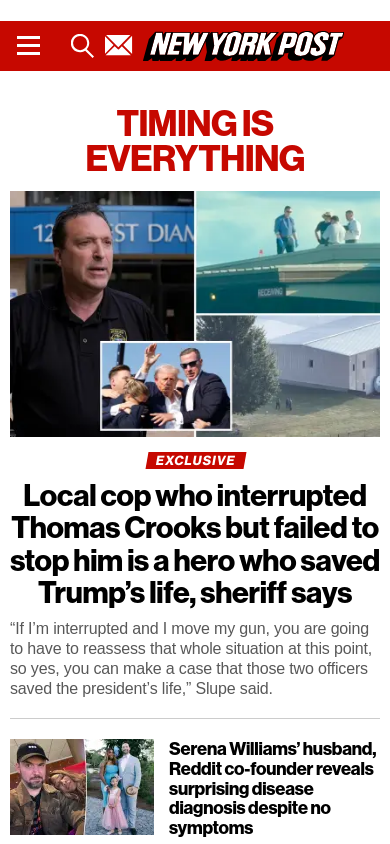 NEW YORK POST
TIMING IS
EVERYTHING
RECEIVING
EXCLUSIVE
Local cop who interrupted
Thomas Crooks but failed to
stop him is a hero who saved
Trump’s life, sheriff says
“If I’m interrupted and I move my gun, you are going
to have to reassess that whole situation at this point,
so yes, you can make a case that those two officers
saved the president’s life,” Slupe said.
Serena Williams’ husband,
Reddit co-founder reveals
surprising disease
diagnosis despite no
symptoms